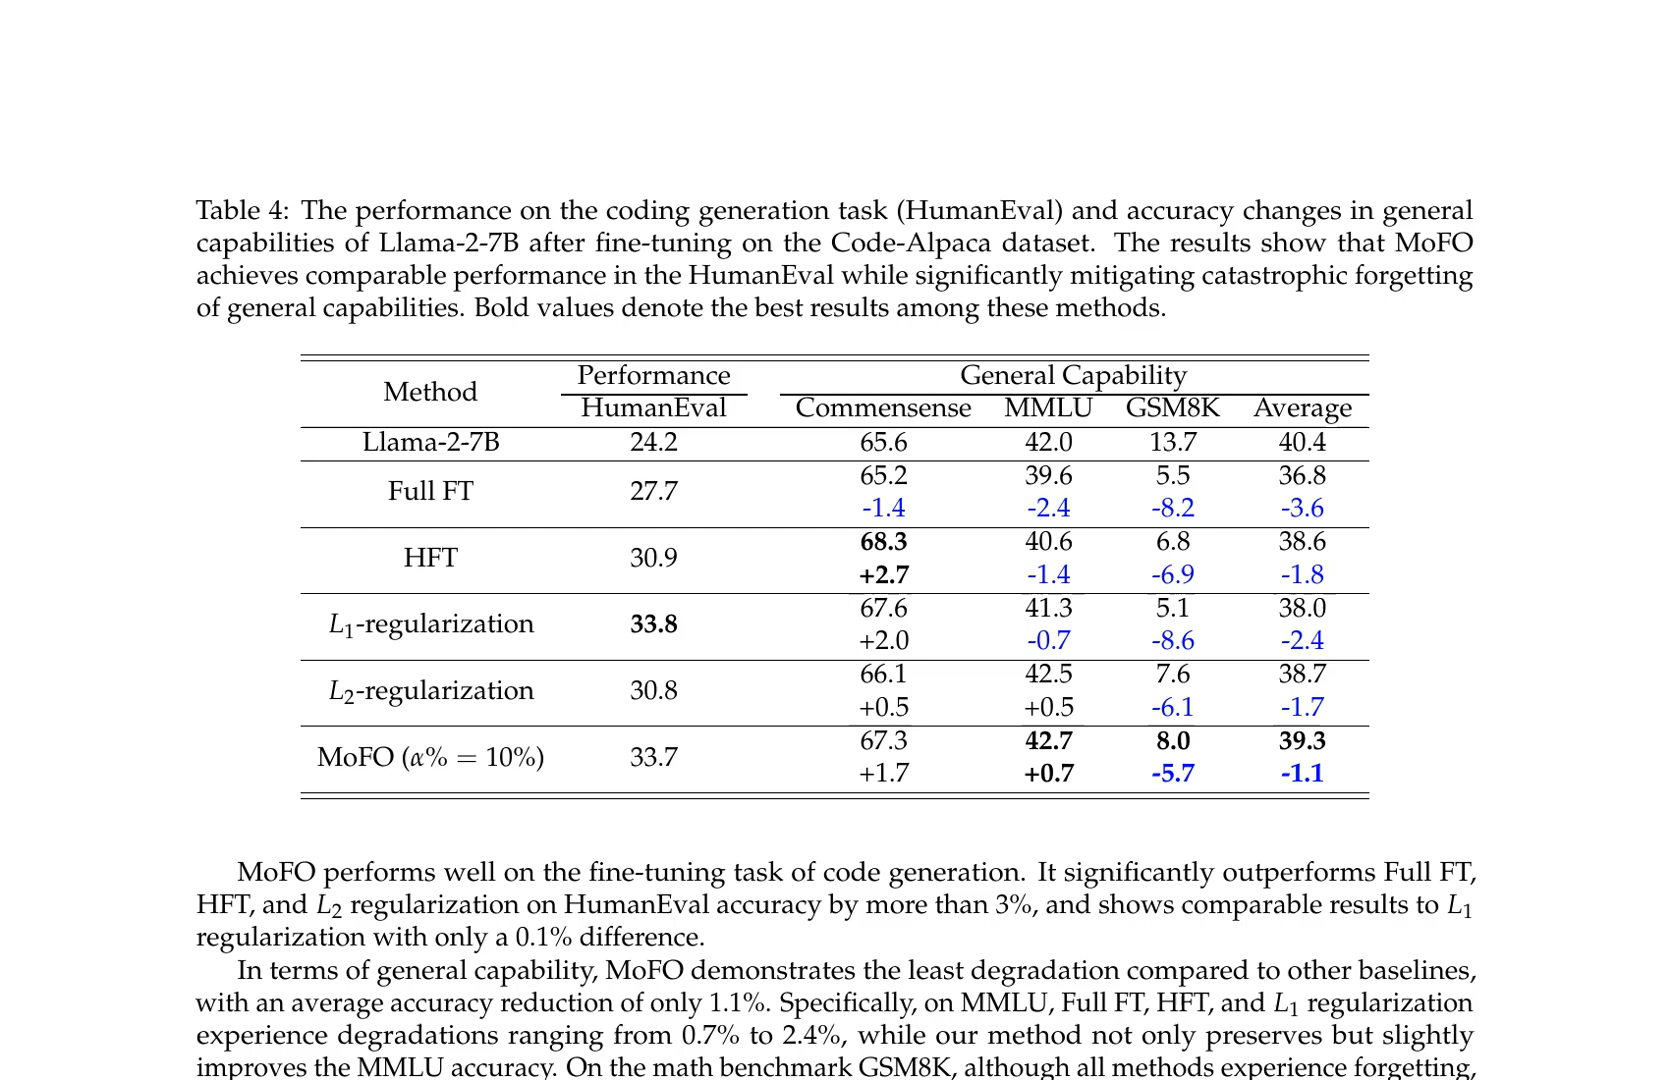 Table 4: The performance on the coding generation task (HumanEval) and accuracy changes in general
capabilities of Llama-2-7B after fine-tuning on the Code-Alpaca dataset. The results show that MoFO
achieves comparable performance in the HumanEval while significantly mitigating catastrophic forgetting
of general capabilities. Bold values denote the best results among these methods.
Method Performance General Capability
HumanEval Commensense MMLU GSM8K Average
Llama-2-7B 24.2 65.6 42.0 13.7 40.4
Full FT 27.7 65.2 39.6 5.5 36.8
-1.4 -2.4 -8.2 -3.6
HFT 30.9 68.3 40.6 6.8 38.6
+2.7 -1.4 -6.9 -1.8
L₁-regularization 33.8 67.6 41.3 5.1 38.0
+2.0 -0.7 -8.6 -2.4
L₂-regularization 30.8 66.1 42.5 7.6 38.7
+0.5 +0.5 -6.1 -1.7
MoFO (α% = 10%) 33.7 67.3 42.7 8.0 39.3
+1.7 +0.7 -5.7 -1.1
MoFO performs well on the fine-tuning task of code generation. It significantly outperforms Full FT,
HFT, and L₂ regularization on HumanEval accuracy by more than 3%, and shows comparable results to L₁
regularization with only a 0.1% difference.
In terms of general capability, MoFO demonstrates the least degradation compared to other baselines,
with an average accuracy reduction of only 1.1%. Specifically, on MMLU, Full FT, HFT, and L₁ regularization
experience degradations ranging from 0.7% to 2.4%, while our method not only preserves but slightly
improves the MMLU accuracy. On the math benchmark GSM8K, although all methods experience forgetting,